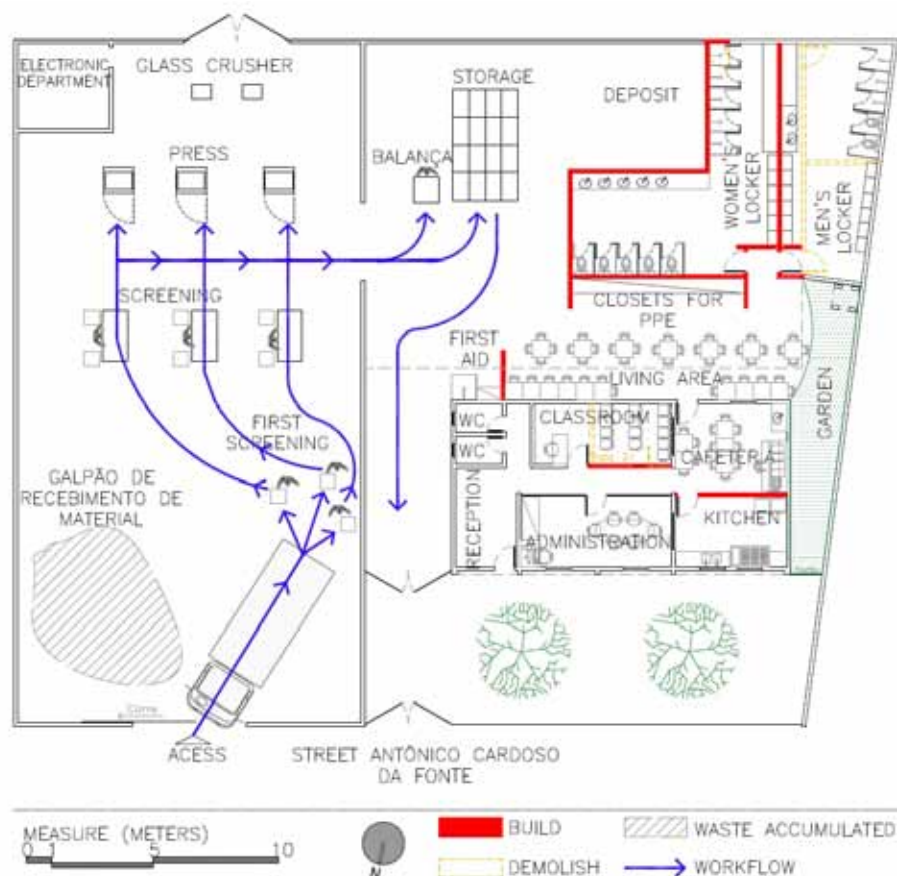 ELECTRONIC
DEPARTMENT
GLASS CRUSHER
STORAGE
DEPOSIT
PRESS
BALANÇA
WOMEN'S
LOCKER
MEN'S
LOCKER
SCREENING
CLOSETS FOR
PPE
FIRST
AID
LIVING AREA
GARDEN
FIRST
SCREENING
WC
WC
CLASSROOM
CAFETERIA
GALPÃO DE
RECEBIMENTO DE
MATERIAL
RECEPTION
ADMINISTRATION
KITCHEN
ACESS
STREET ANTÔNICO CARDOSO
DA FONTE
MEASURE (METERS)
0 1 5 10
N
BUILD
WASTE ACCUMULATED
DEMOLISH
WORKFLOW